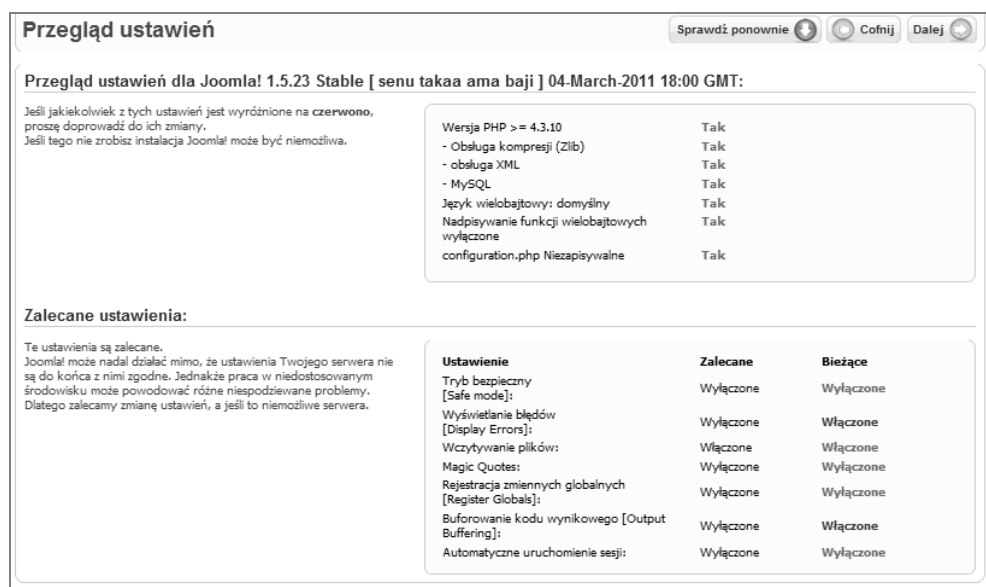 Przegląd ustawień
Sprawdź ponownie
Cofnij
Dalej
Przegląd ustawień dla Joomla! 1.5.23 Stable [ senu takaa ama baji ] 04-March-2011 18:00 GMT:
Jeśli jakiekolwiek z tych ustawień jest wyróżnione na czerwono,
proszę doprowadź do ich zmiany.
Jeśli tego nie zrobisz instalacja Joomla! może być niemożliwa.
Wersja PHP >= 4.3.10 Tak
- Obsługa kompresji (Zlib) Tak
- obsługa XML Tak
- MySQL Tak
Język wielobajtowy: domyślny Tak
Nadpisywanie funkcji wielobajtowych Tak
wyłączone
configuration.php Niezapisywalne Tak
Zalecane ustawienia:
Te ustawienia są zalecane.
Joomla! może nadal działać mimo, że ustawienia Twojego serwera nie
są do końca z nimi zgodne. Jednakże praca w niedostosowanym
środowisku może powodować różne niespodziewane problemy.
Dlatego zalecamy zmianę ustawień, a jeśli to niemożliwe serwera.
Ustawienie Zalecane Bieżące
Tryb bezpieczny
[Safe mode]: Wyłączone Wyłączone
Wyświetlanie błędów
[Display Errors]: Wyłączone Włączone
Wczytywanie plików: Włączone Wyłączone
Magic Quotes: Wyłączone Wyłączone
Rejestracja zmiennych globalnych
[Register Globals]: Wyłączone Wyłączone
Buforowanie kodu wynikowego [Output
Buffering]: Wyłączone Włączone
Automatyczne uruchomienie sesji: Wyłączone Wyłączone